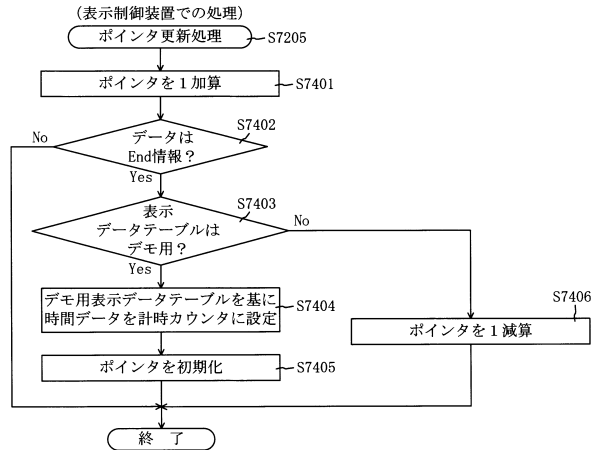 (表示制御装置での処理)
ポインタ更新処理
S7205
ポインタを1加算
S7401
S7402
No
データは
End情報？
Yes
S7403
表示
データテーブルは
デモ用？
No
Yes
デモ用表示データテーブルを基に
時間データを計時カウンタに設定
S7404
S7406
ポインタを1減算
ポインタを初期化
S7405
終 了